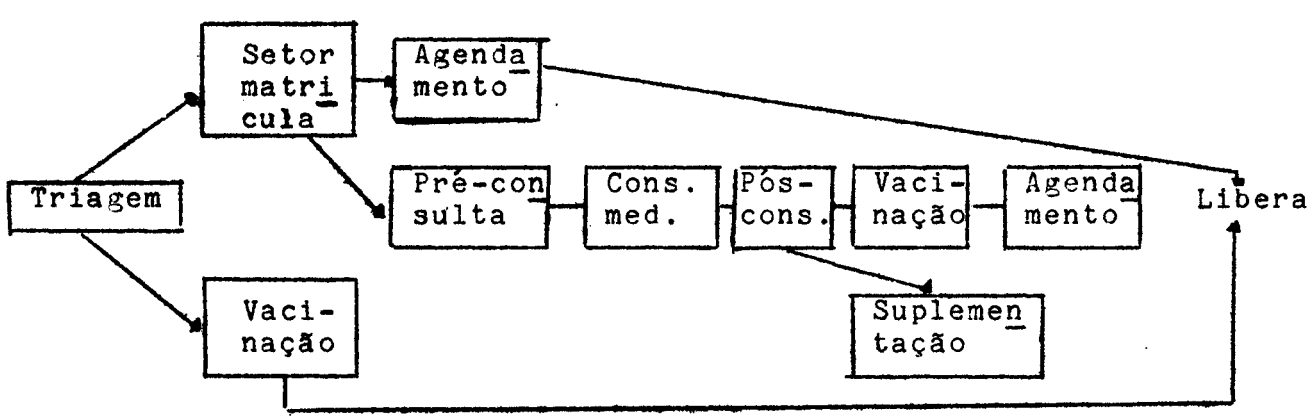 Setor
matri
cula
Agenda
mento
Triagem
Pré-con
sulta
Cons.
med.
Pós-
cons.
Vaci-
nação
Agenda
mento
Libera
Vaci-
nação
Suplemen
tação